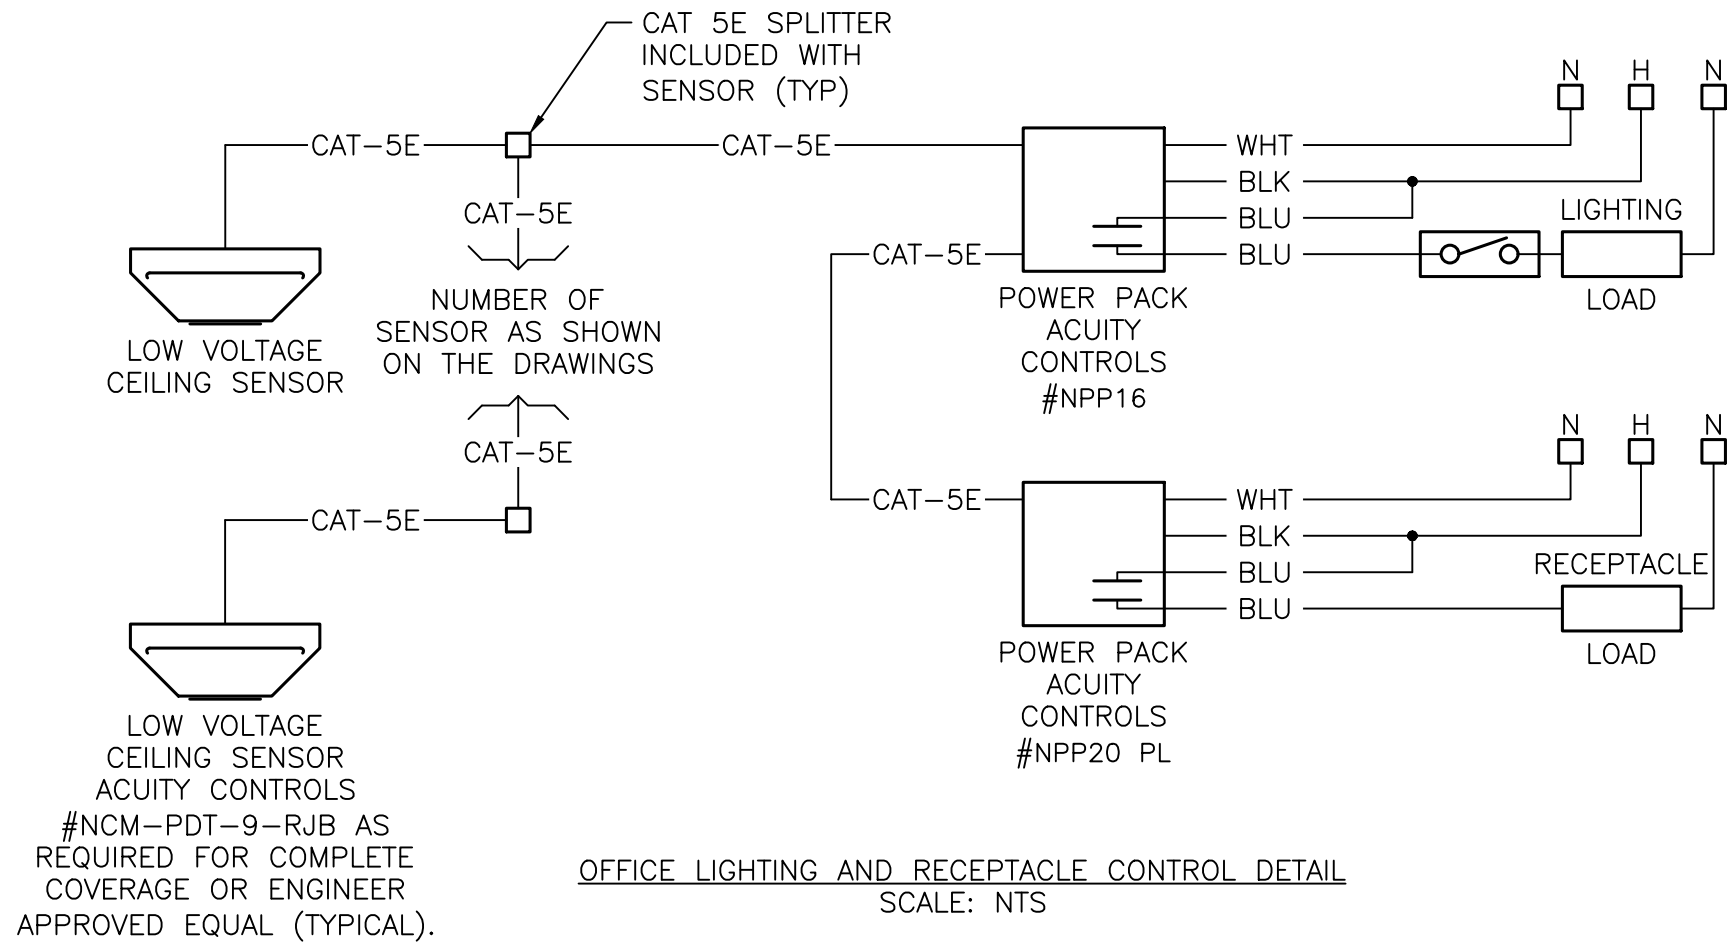 CAT 5E SPLITTER
INCLUDED WITH
SENSOR (TYP)
CAT-5E
CAT-5E
CAT-5E
LOW VOLTAGE
CEILING SENSOR
NUMBER OF
SENSOR AS SHOWN
ON THE DRAWINGS
CAT-5E
CAT-5E
LOW VOLTAGE
CEILING SENSOR
ACUITY CONTROLS
#NCM-PDT-9-RJB AS
REQUIRED FOR COMPLETE
COVERAGE OR ENGINEER
APPROVED EQUAL (TYPICAL).
N H N
WHT
BLK
BLU
BLU
LIGHTING
LOAD
CAT-5E
POWER PACK
ACUITY
CONTROLS
#NPP16
N H N
CAT-5E
WHT
BLK
BLU
BLU
RECEPTACLE
LOAD
POWER PACK
ACUITY
CONTROLS
#NPP20 PL
OFFICE LIGHTING AND RECEPTACLE CONTROL DETAIL
SCALE: NTS